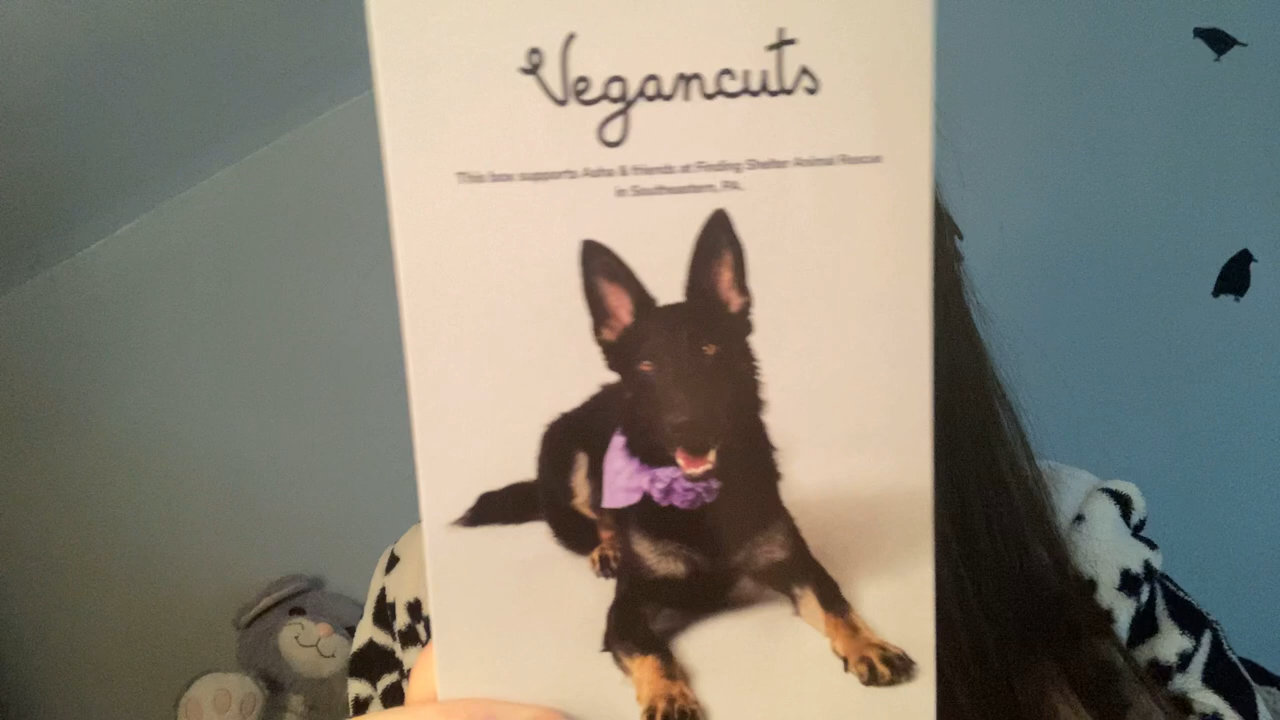 Vegancuts
This box supports Asha & friends at Finding Shelter Animal Rescue
in Southeastern, PA.